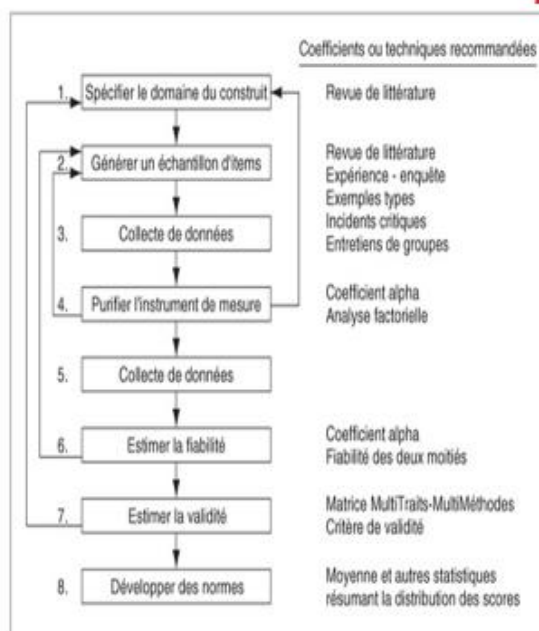 Coefficients ou techniques recommandées
1. Spécifier le domaine du construit
Revue de littérature
2. Générer un échantillon d'items
Revue de littérature
Expérience - enquête
Exemples types
Incidents critiques
Entretiens de groupes
3. Collecte de données
4. Purifier l'instrument de mesure
Coefficient alpha
Analyse factorielle
5. Collecte de données
6. Estimer la fiabilité
Coefficient alpha
Fiabilité des deux moitiés
7. Estimer la validité
Matrice MultiTraits-MultiMéthodes
Critère de validité
8. Développer des normes
Moyenne et autres statistiques
résumant la distribution des scores